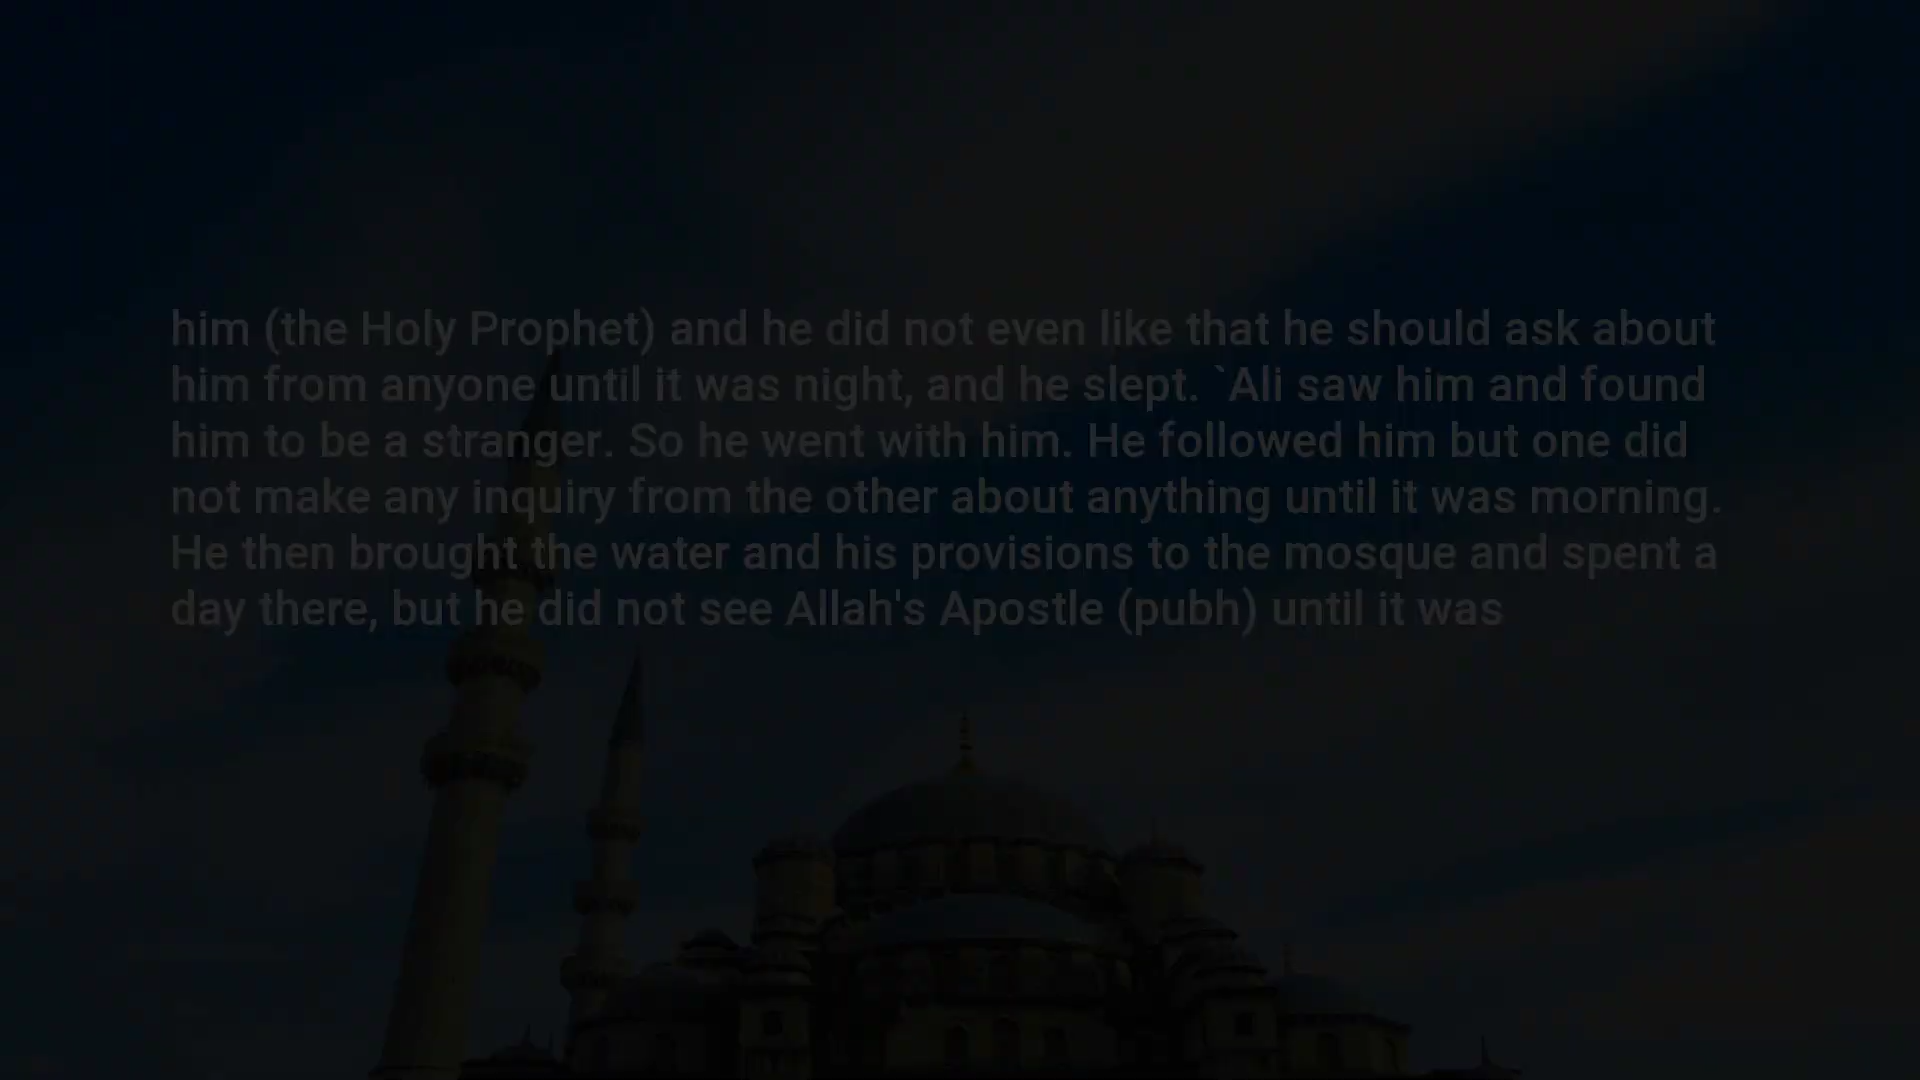 him (the Holy Prophet) and he did not even like that he should ask about
him from anyone until it was night, and he slept. `Ali saw him and found
him to be a stranger. So he went with him. He followed him but one did
not make any inquiry from the other about anything until it was morning.
He then brought the water and his provisions to the mosque and spent a
day there, but he did not see Allah's Apostle (pubh) until it was